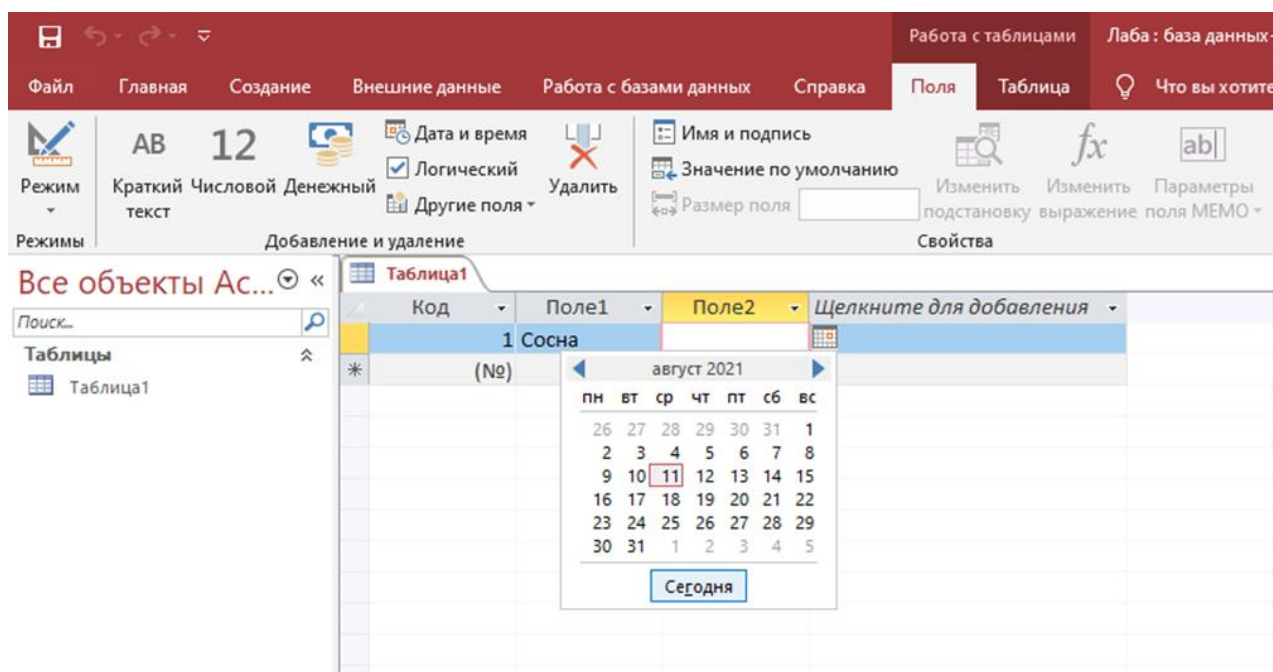 Работа с таблицами Лаба : база данных-
Файл Главная Создание Внешние данные Работа с базами данных Справка Поля Таблица Что вы хотите
Режим
АВ Краткий текст
12 Числовой
Денежный
Дата и время
Логический
Другие поля
Удалить
Имя и подпись
Значение по умолчанию
Размер поля
Изменить подстановку
fx Изменить выражение
ab| Параметры поля МЕМО
Режимы Добавление и удаление Свойства
Все объекты Ac... «
Поиск...
Таблицы
Таблица1
Таблица1
Код Поле1 Поле2 Щелкните для добавления
1 Сосна
* (№)
август 2021
пн вт ср чт пт сб вс
26 27 28 29 30 31 1
2 3 4 5 6 7 8
9 10 11 12 13 14 15
16 17 18 19 20 21 22
23 24 25 26 27 28 29
30 31 1 2 3 4 5
Сегодня